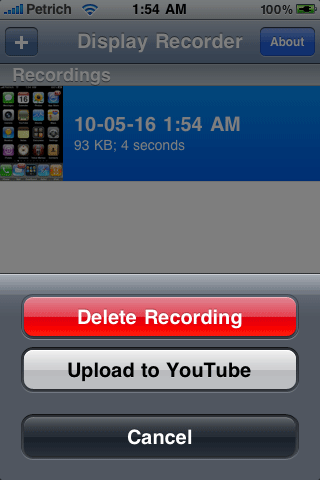 Petrich 1:54 AM 100%
+ Display Recorder About
Recordings
10-05-16 1:54 AM
93 KB; 4 seconds
Delete Recording
Upload to YouTube
Cancel